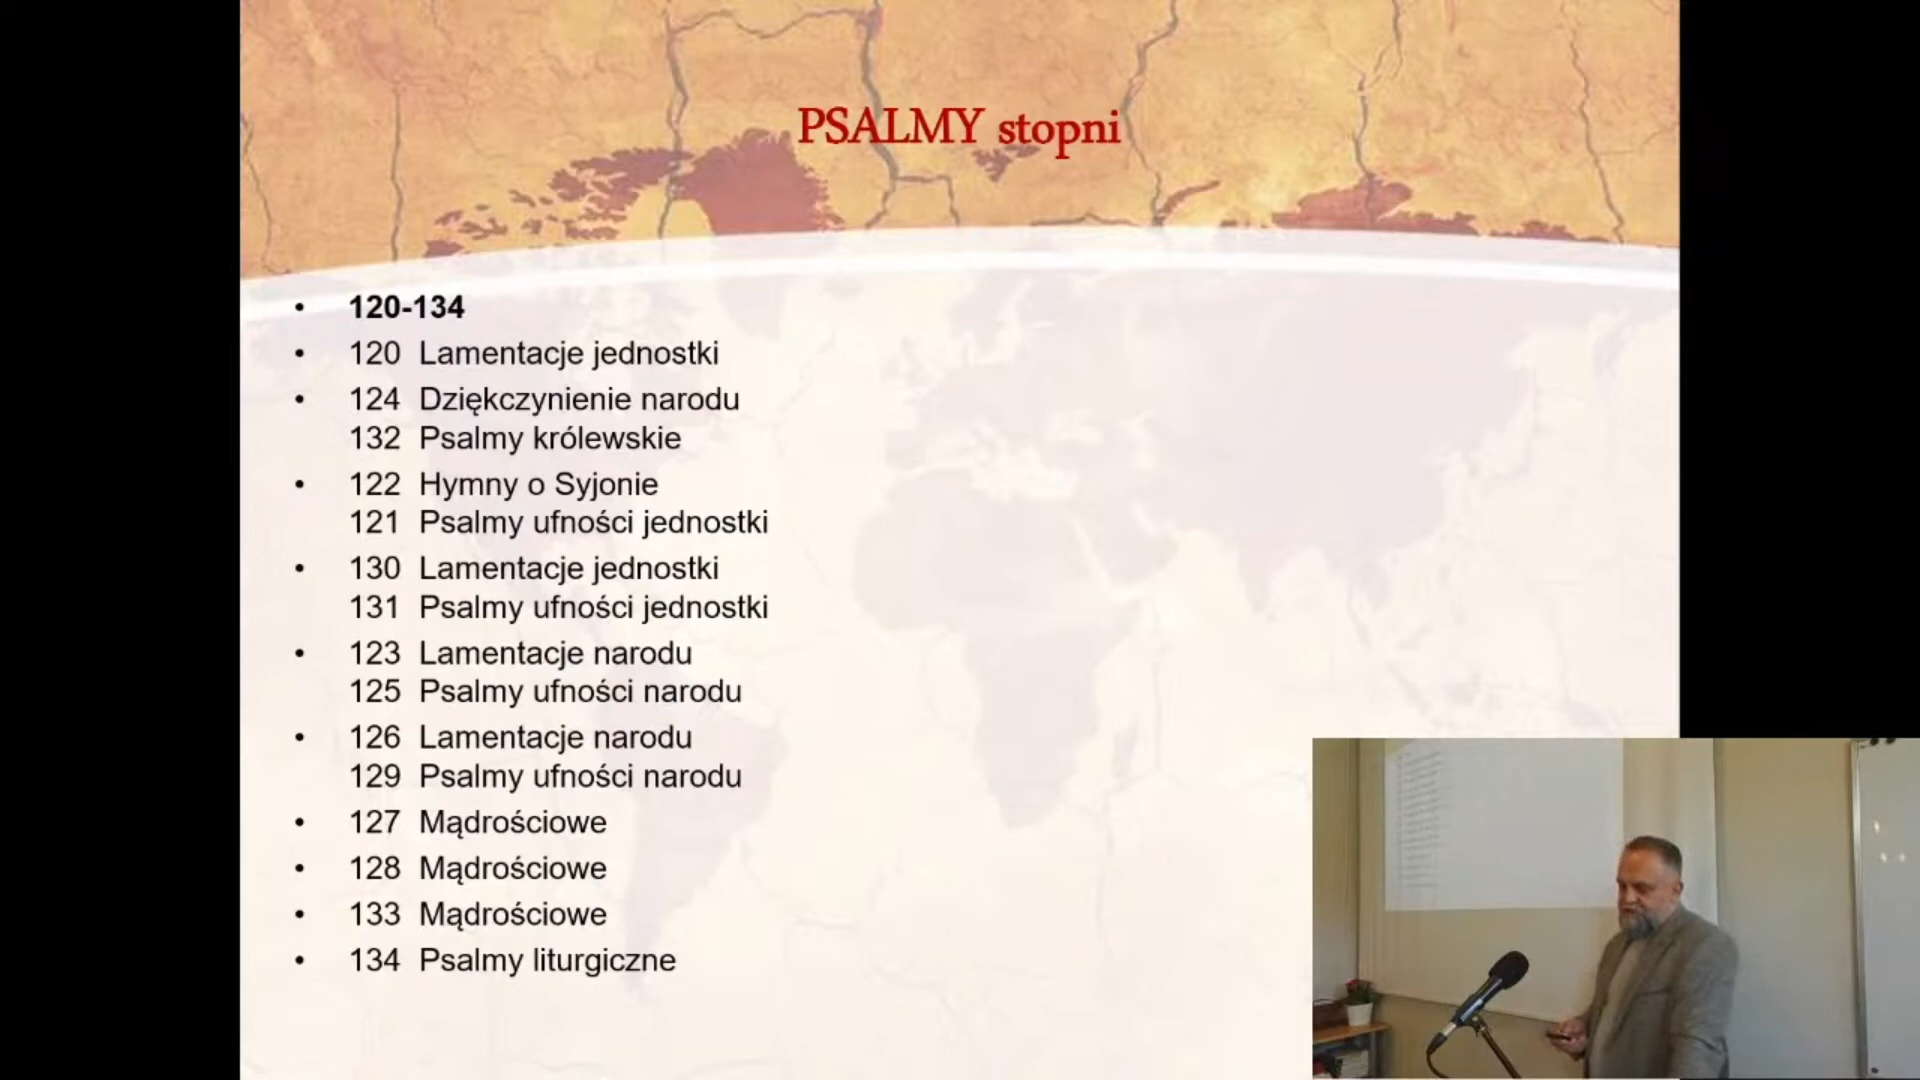 PSALMY stopni
• 120-134
• 120 Lamentacje jednostki
• 124 Dziękczynienie narodu
132 Psalmy królewskie
• 122 Hymny o Syjonie
121 Psalmy ufności jednostki
• 130 Lamentacje jednostki
131 Psalmy ufności jednostki
• 123 Lamentacje narodu
125 Psalmy ufności narodu
• 126 Lamentacje narodu
129 Psalmy ufności narodu
• 127 Mądrościowe
• 128 Mądrościowe
• 133 Mądrościowe
• 134 Psalmy liturgiczne